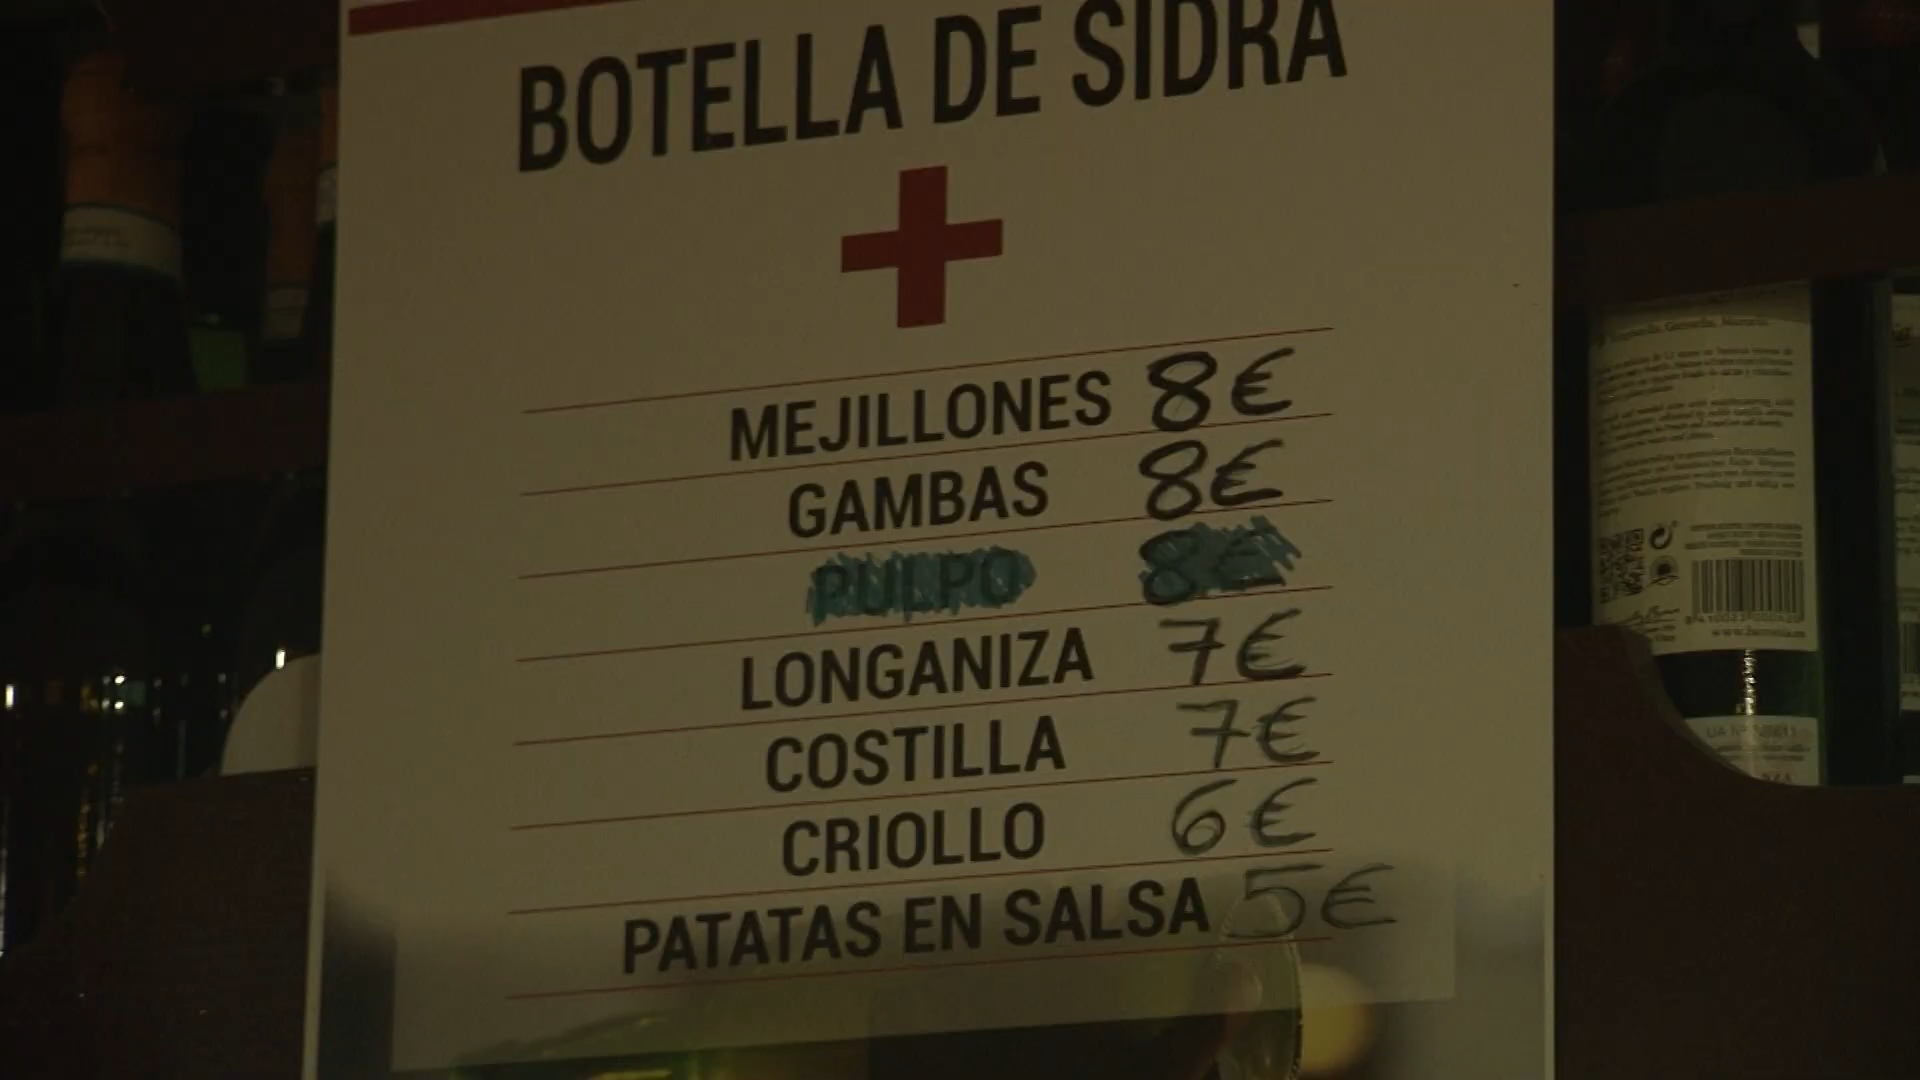 BOTELLA DE SIDRA
+
MEJILLONES 8€
GAMBAS 8€
PULPO 8€
LONGANIZA 7€
COSTILLA 7€
CRIOLLO 6€
PATATAS EN SALSA 5€